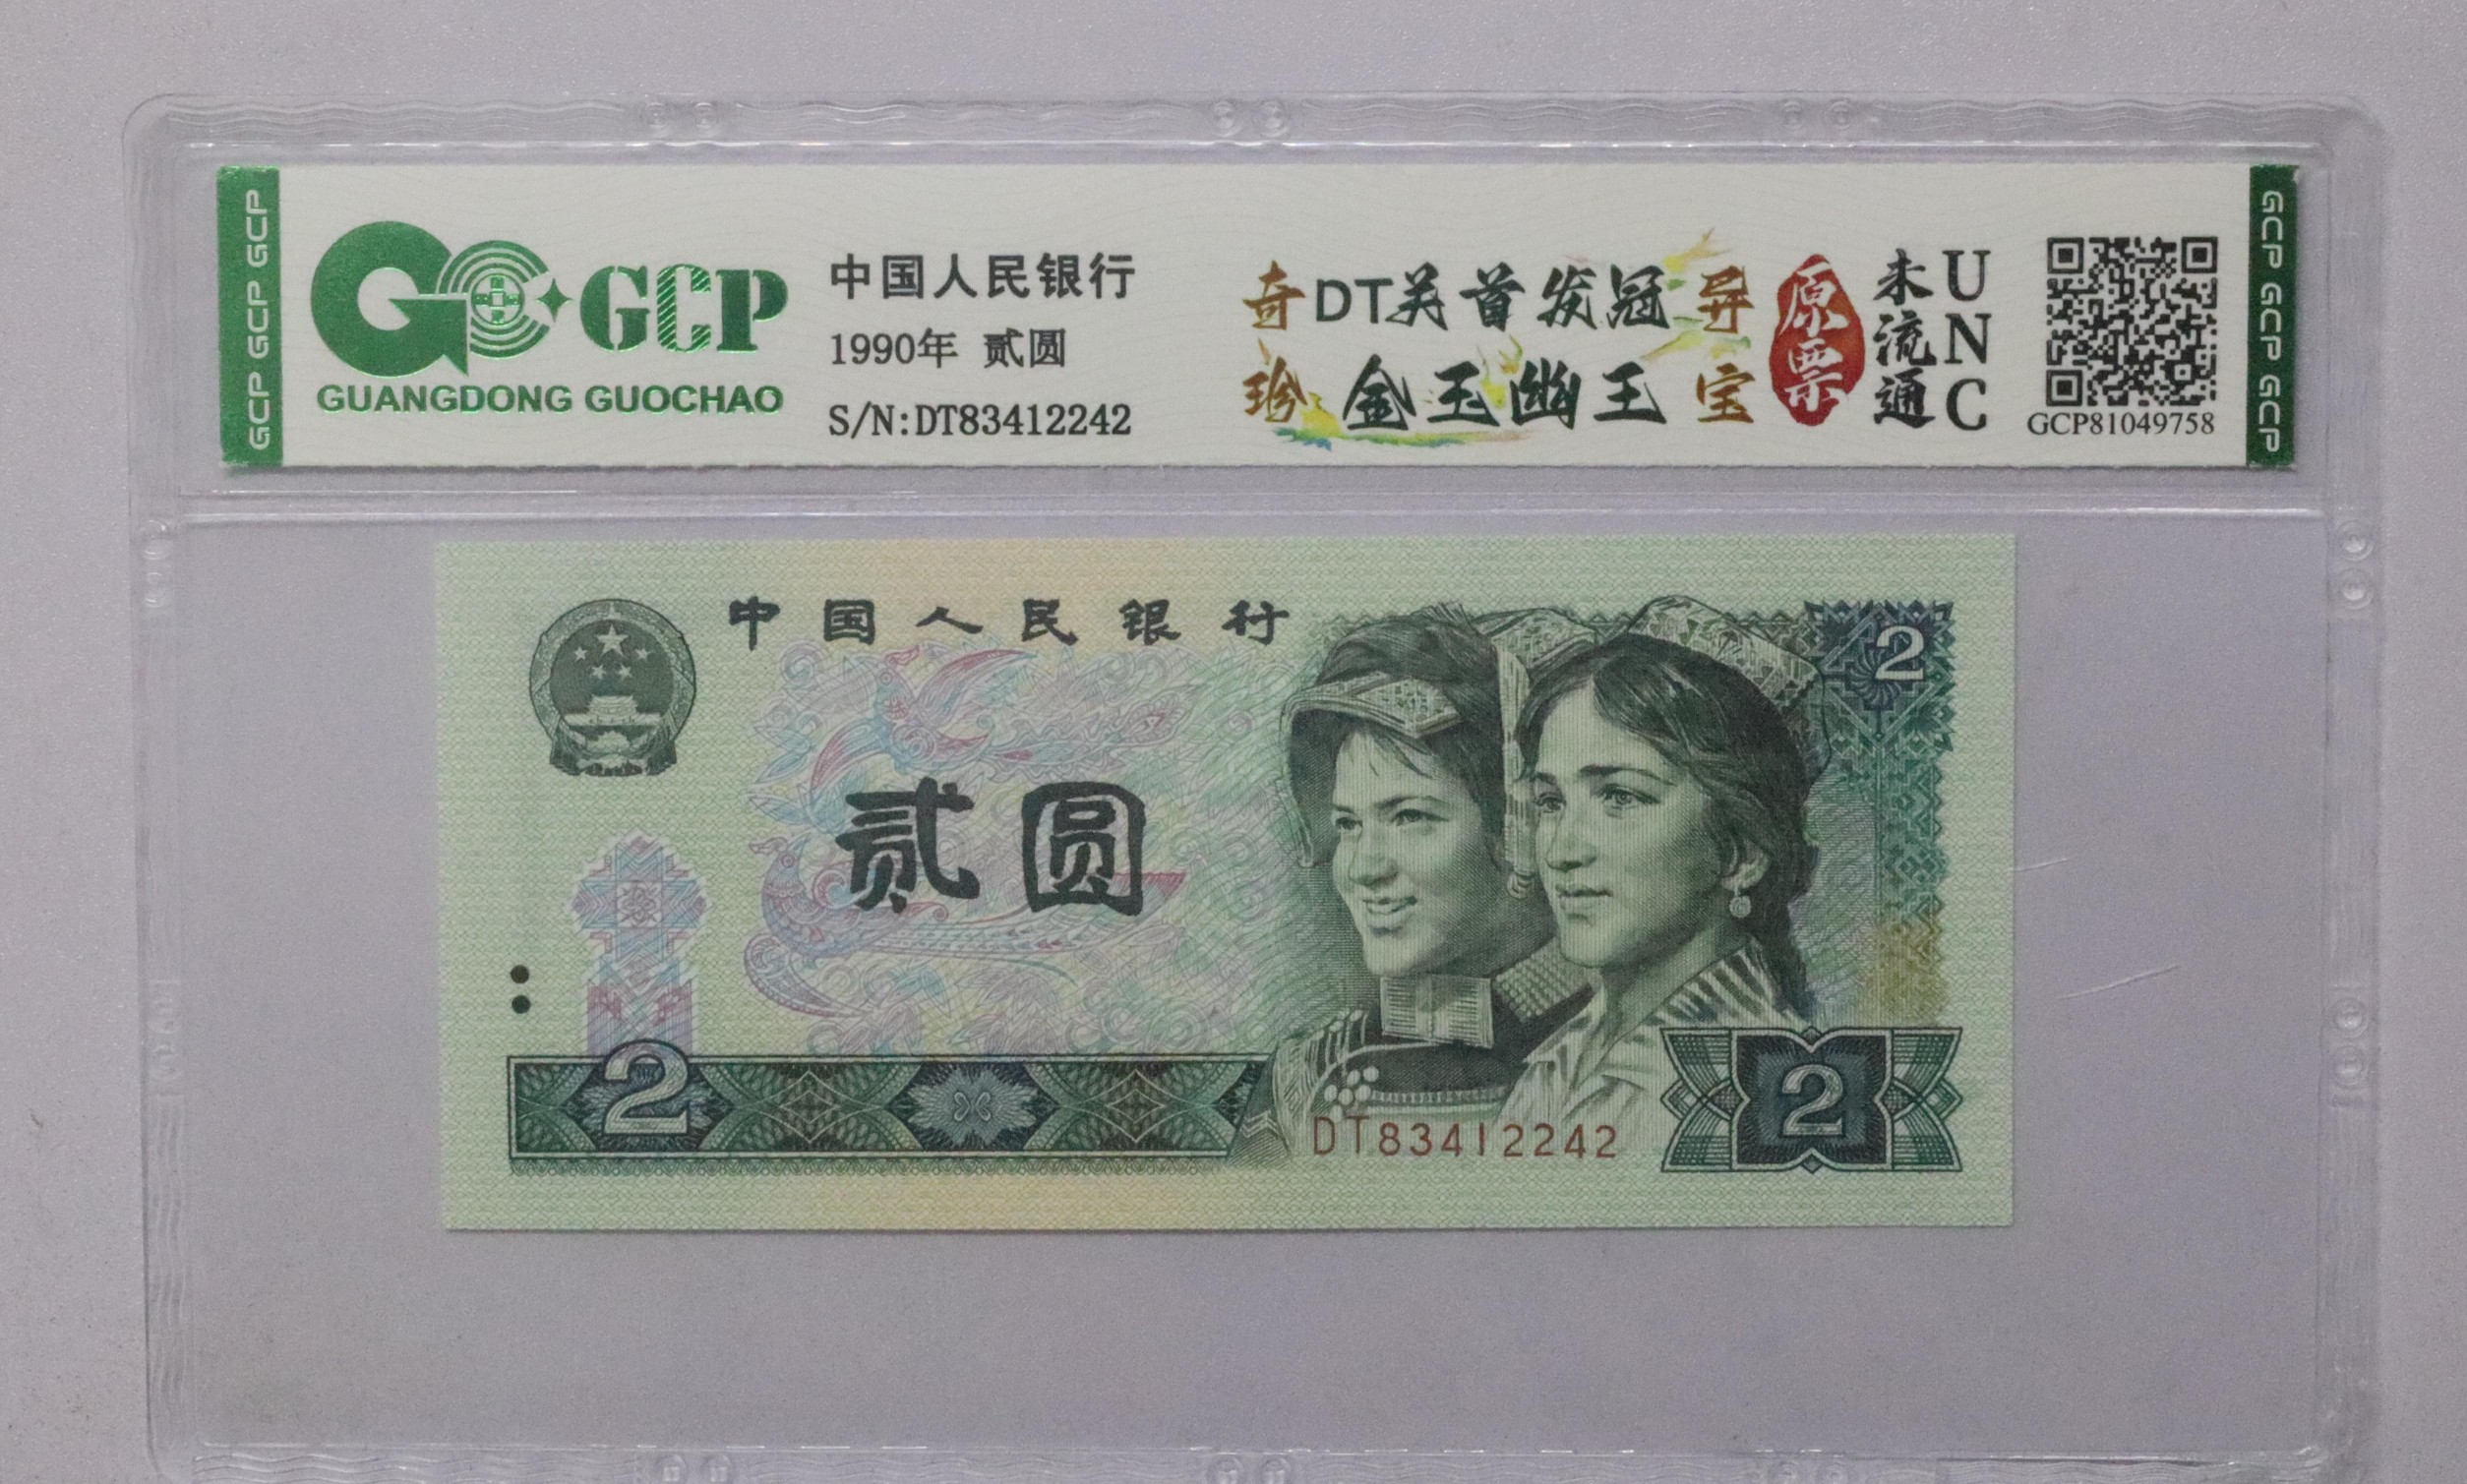 GCP GCP GCP
GCP
GUANGDONG GUOCHAO
中国人民银行
1990年 贰圆
S/N:DT83412242
奇珍
DT关首发冠
金玉幽王
异宝
原票
未流通
UNC
GCP81049758
GCP GCP GCP
中国人民银行
2
贰圆
2
DT83412242
2